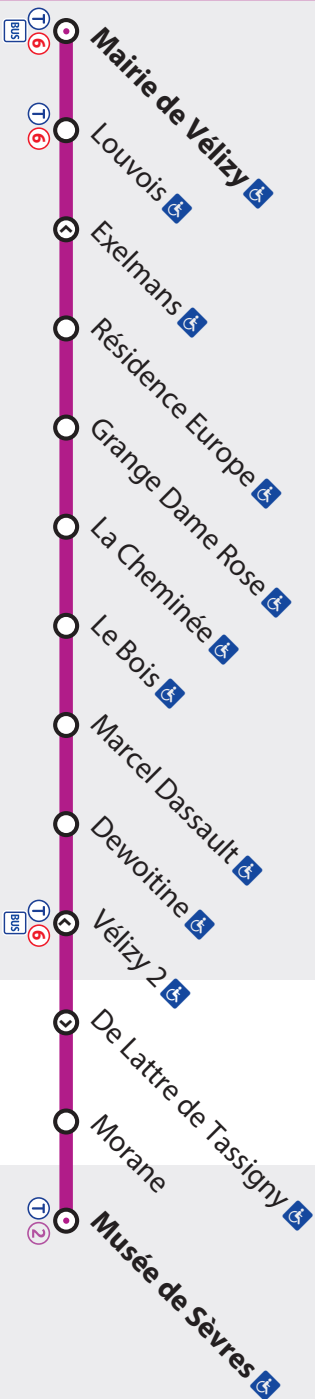 Mairie de Vélizy
T 6
BUS
Louvois
T 6
Exelmans
Résidence Europe
Grange Dame Rose
La Cheminée
Le Bois
Marcel Dassault
Dewoitine
Vélizy 2
T 6
BUS
De Lattre de Tassigny
Morane
Musée de Sèvres
T 2